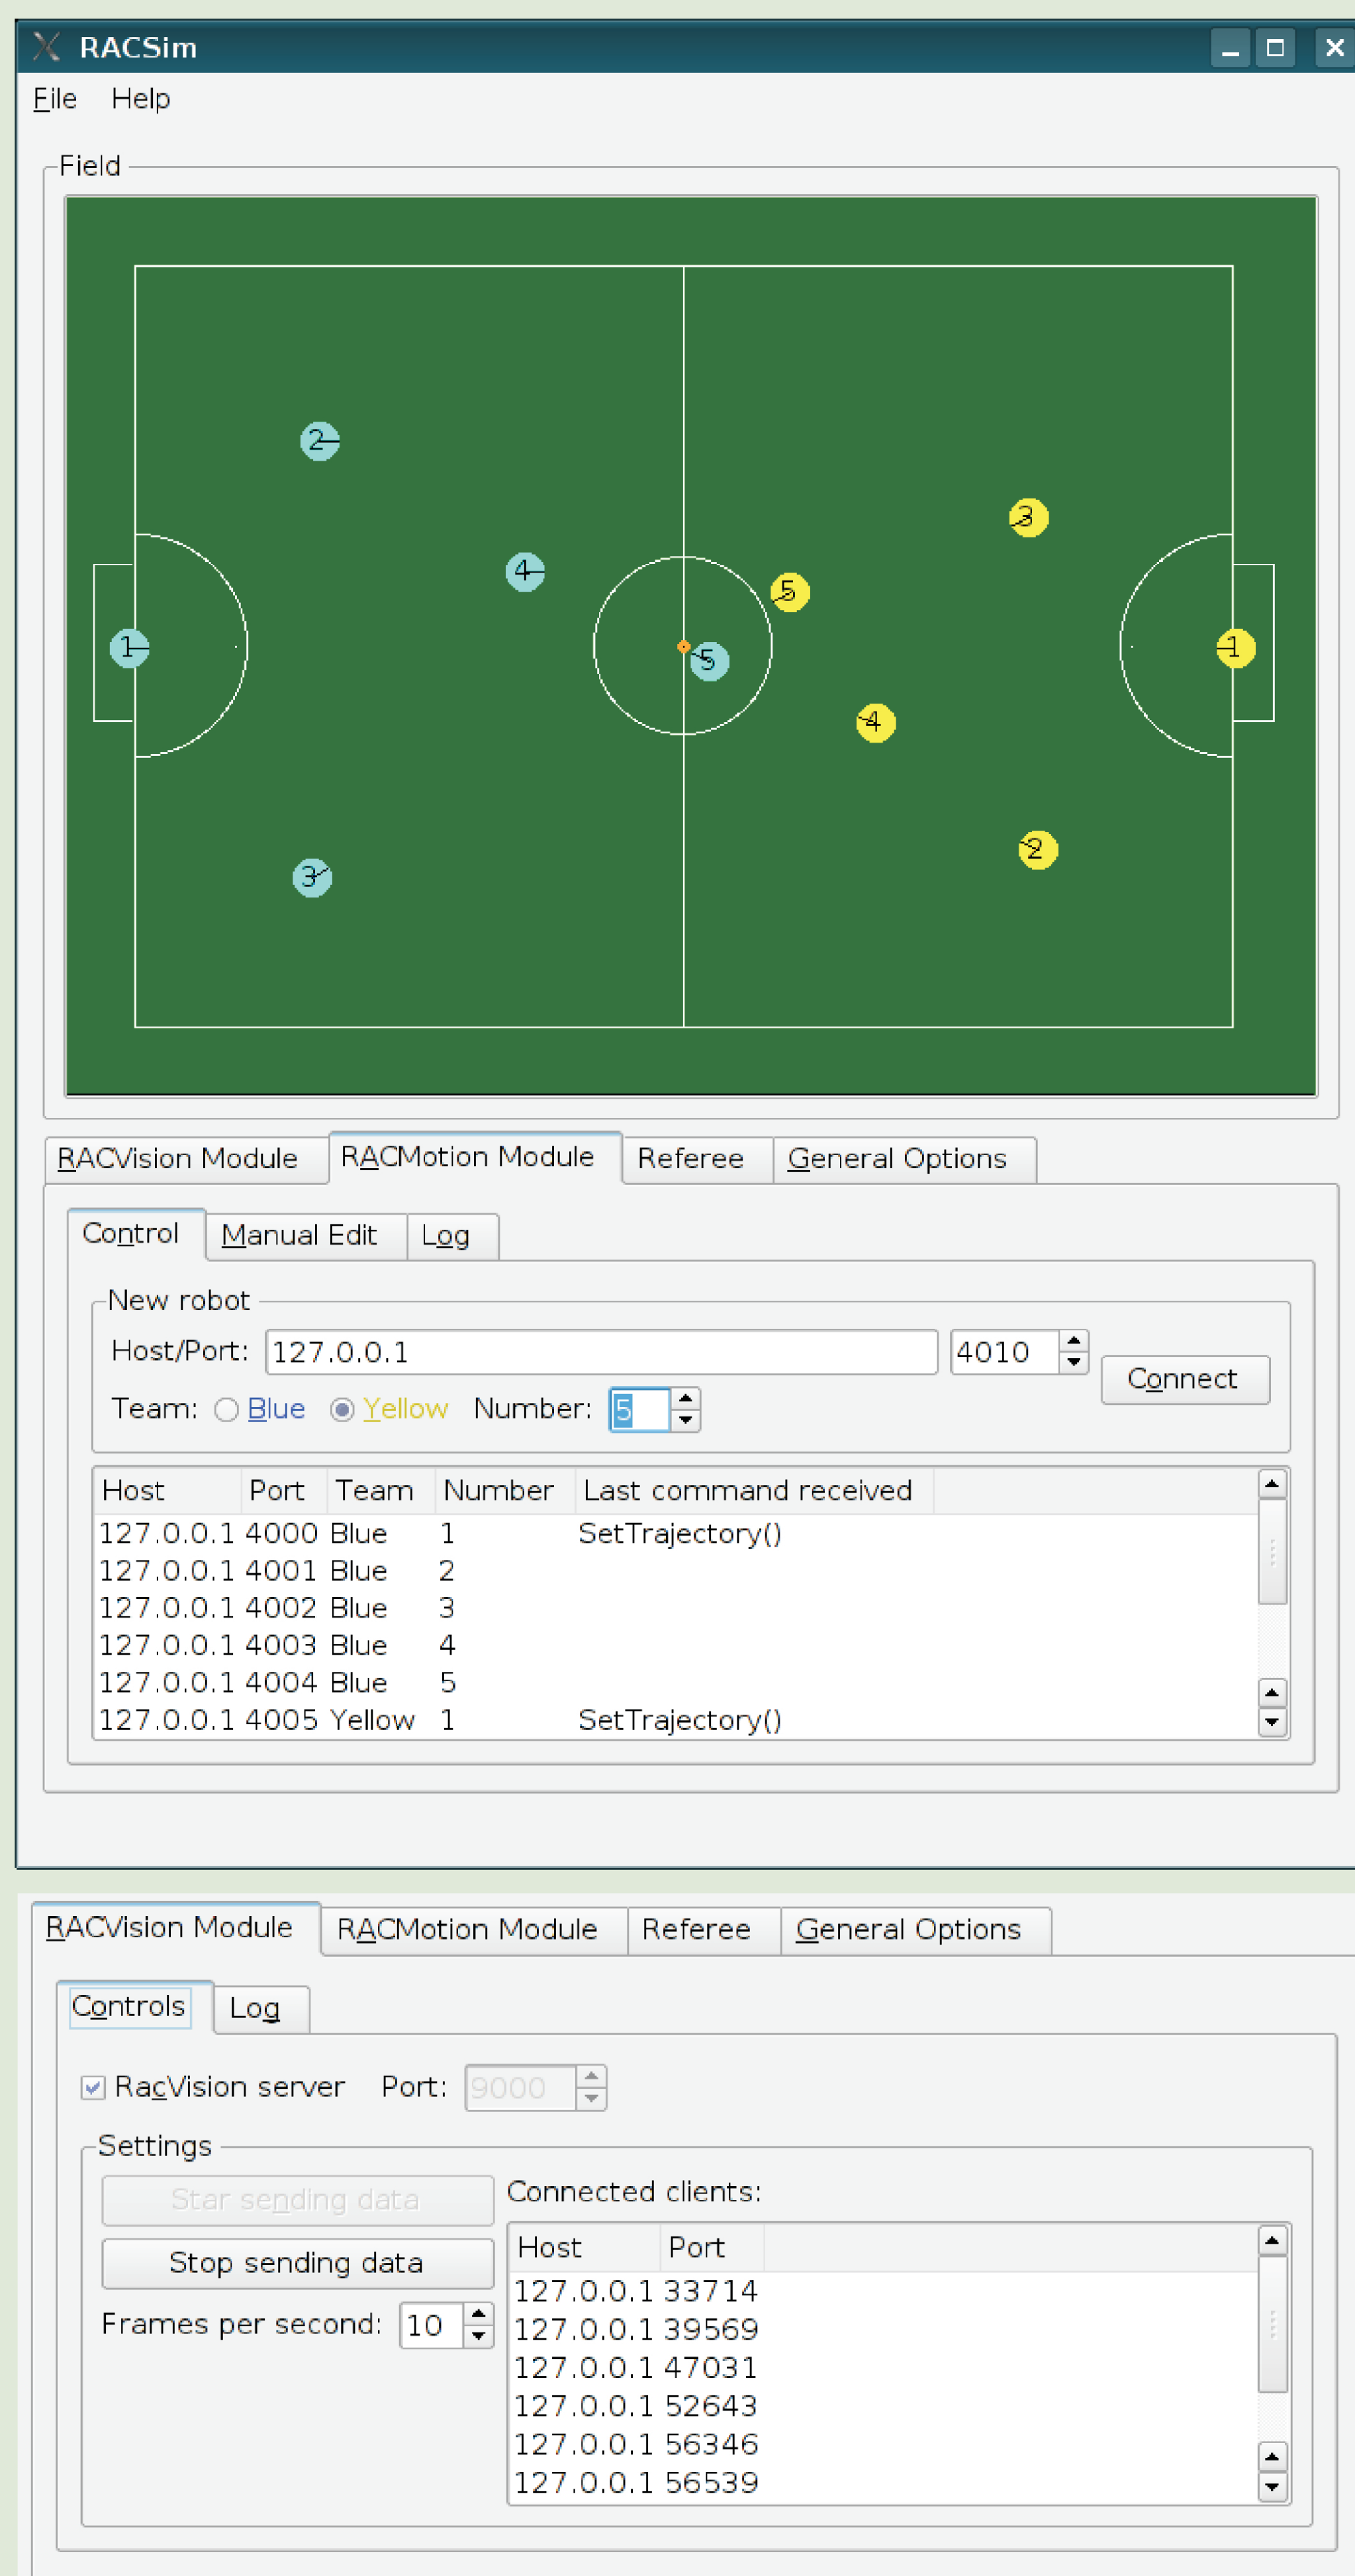 RACSim
File Help
Field
2
3
4
5
1
5
1
4
2
3
RACVision Module RACMotion Module Referee General Options
Control Manual Edit Log
New robot
Host/Port: 127.0.0.1 4010
Connect
Team: Blue Yellow Number: 5
Host Port Team Number Last command received
127.0.0.1 4000 Blue 1 SetTrajectory()
127.0.0.1 4001 Blue 2
127.0.0.1 4002 Blue 3
127.0.0.1 4003 Blue 4
127.0.0.1 4004 Blue 5
127.0.0.1 4005 Yellow 1 SetTrajectory()
RACVision Module RACMotion Module Referee General Options
Controls Log
RacVision server Port: 9000
Settings
Star sending data
Connected clients:
Stop sending data
Host Port
Frames per second: 10
127.0.0.1 33714
127.0.0.1 39569
127.0.0.1 47031
127.0.0.1 52643
127.0.0.1 56346
127.0.0.1 56539